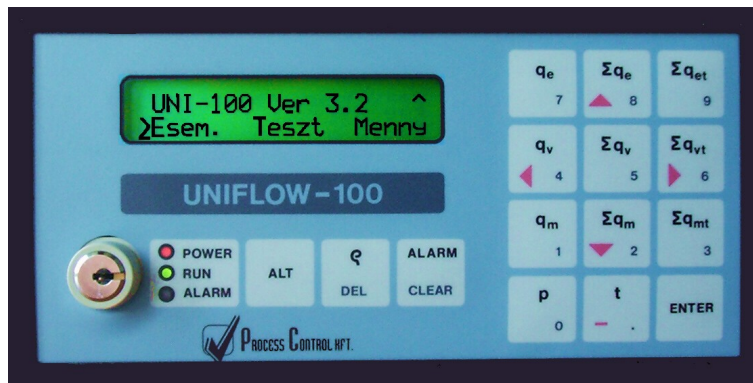 UNI-100 Ver 3.2 ^
Esem. Teszt Menny
UNIFLOW-100
POWER
RUN
ALARM
ALT
ϱ
DEL
ALARM
CLEAR
PROCESS CONTROL KFT.
qe Σqe Σqet
7 8 9
qv Σqv Σqvt
4 5 6
qm Σqm Σqmt
1 2 3
p t ENTER
0 – .